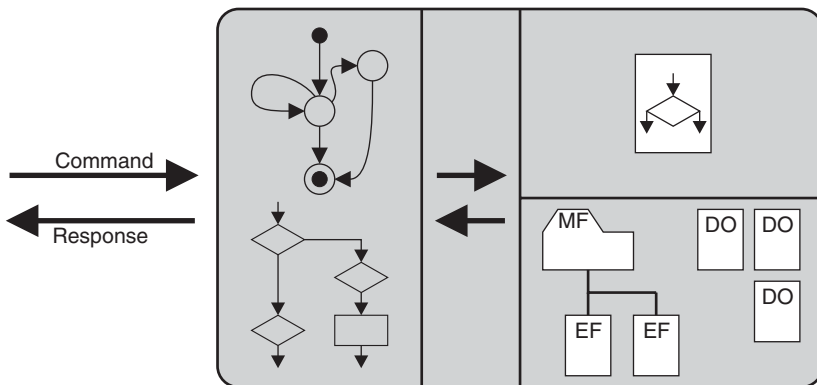 Command
Response
MF
DO DO
DO
EF EF